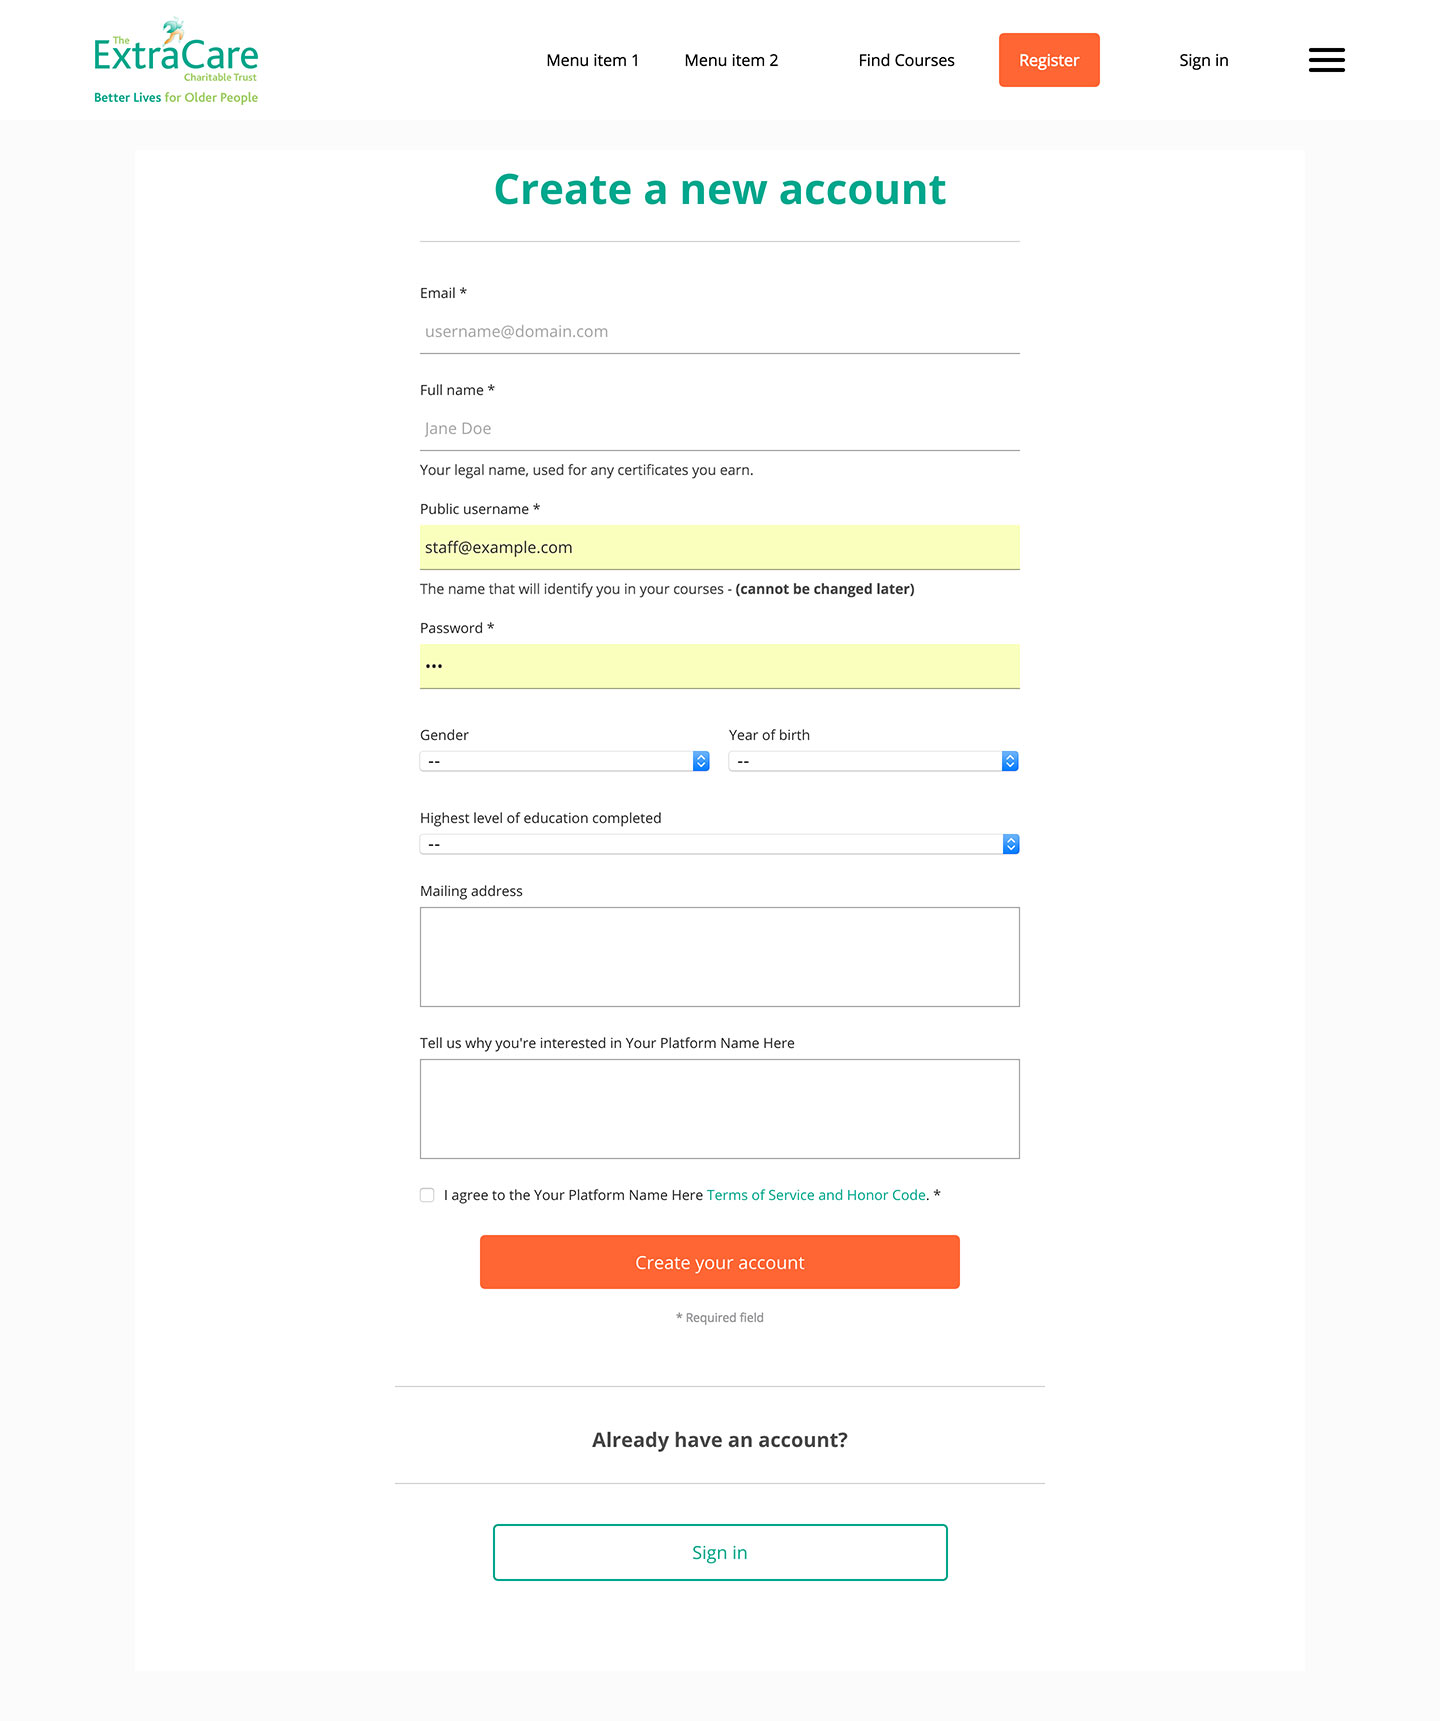 The
ExtraCare
Charitable Trust
Better Lives for Older People
Menu item 1
Menu item 2
Find Courses
Register
Sign in
Create a new account
Email *
username@domain.com
Full name *
Jane Doe
Your legal name, used for any certificates you earn.
Public username *
staff@example.com
The name that will identify you in your courses - (cannot be changed later)
Password *
•••
Gender
Year of birth
--
--
Highest level of education completed
--
Mailing address
Tell us why you're interested in Your Platform Name Here
I agree to the Your Platform Name Here Terms of Service and Honor Code. *
Create your account
* Required field
Already have an account?
Sign in